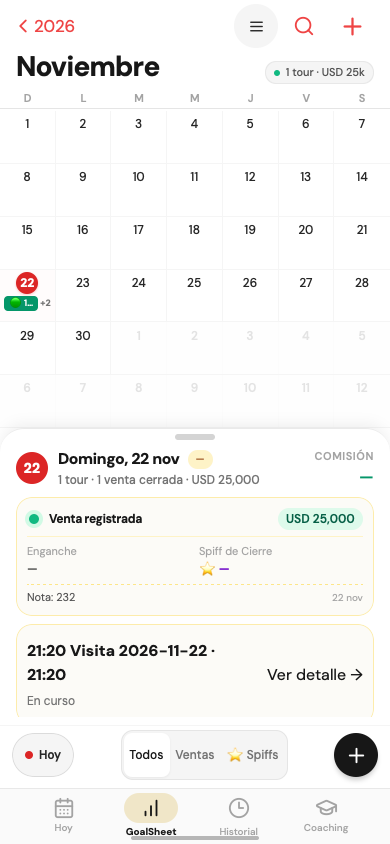 2026
Noviembre
1 tour · USD 25k
D L M M J V S
1 2 3 4 5 6 7
8 9 10 11 12 13 14
15 16 17 18 19 20 21
22 23 24 25 26 27 28
1... +2
29 30 1 2 3 4 5
6 7 8 9 10 11 12
22 Domingo, 22 nov — COMISIÓN
1 tour · 1 venta cerrada · USD 25,000 —
Venta registrada USD 25,000
Enganche Spiff de Cierre
— ⭐ —
Nota: 232 22 nov
21:20 Visita 2026-11-22 ·
21:20 Ver detalle →
En curso
Hoy Todos Ventas ⭐ Spiffs
Hoy GoalSheet Historial Coaching